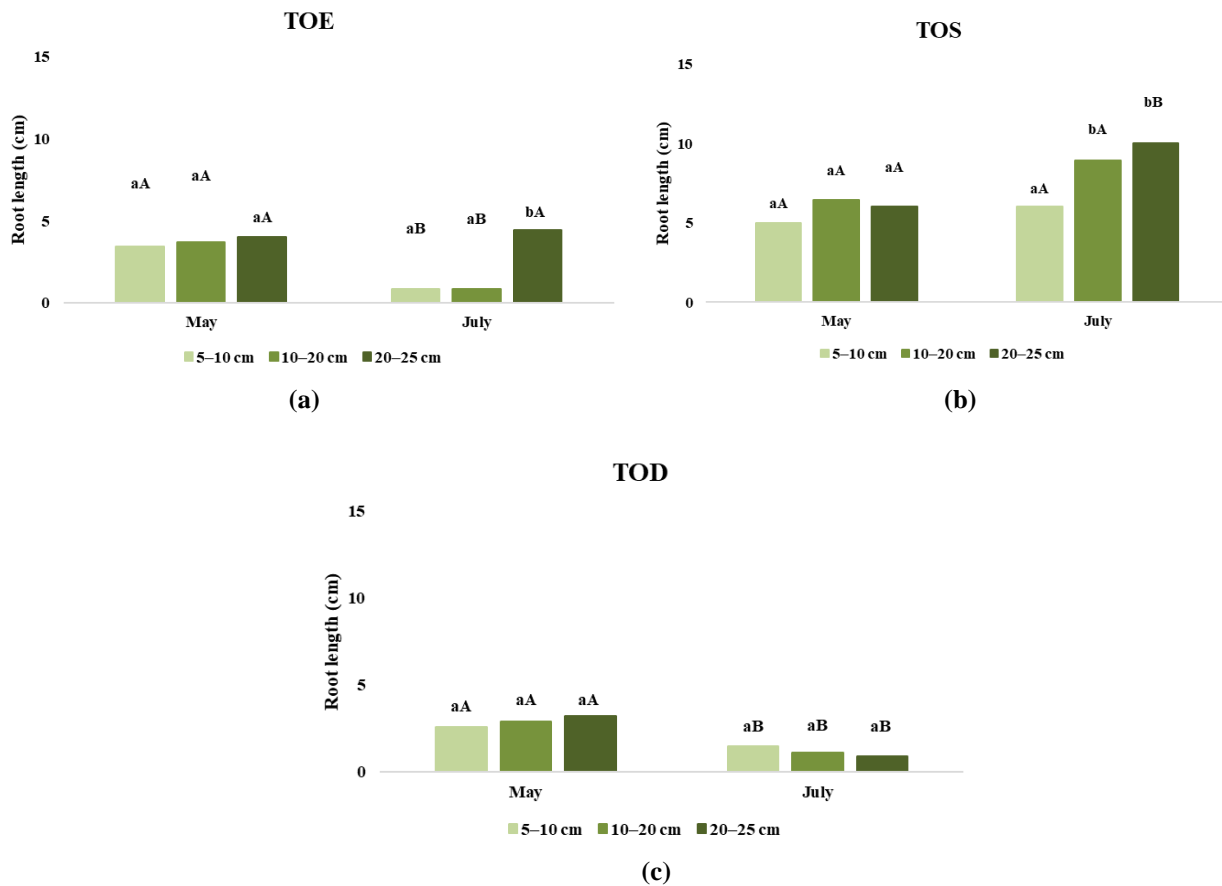 TOE
15
10
5
0
Root length (cm)
aA
aA
aA
aB
aB
bA
May
July
5–10 cm
10–20 cm
20–25 cm
(a)
TOS
15
10
5
0
Root length (cm)
aA
aA
aA
aA
bA
bB
May
July
5–10 cm
10–20 cm
20–25 cm
(b)
TOD
15
10
5
0
Root length (cm)
aA
aA
aA
aB
aB
aB
May
July
5–10 cm
10–20 cm
20–25 cm
(c)